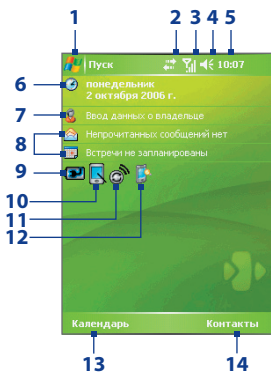 1 2 3 4 5
Пуск 10:07
6 понедельник
2 октября 2006 г.
7 Ввод данных о владельце
8 Непрочитанных сообщений нет
Встречи не запланированы
9
10
11
12
Календарь Контакты
13 14